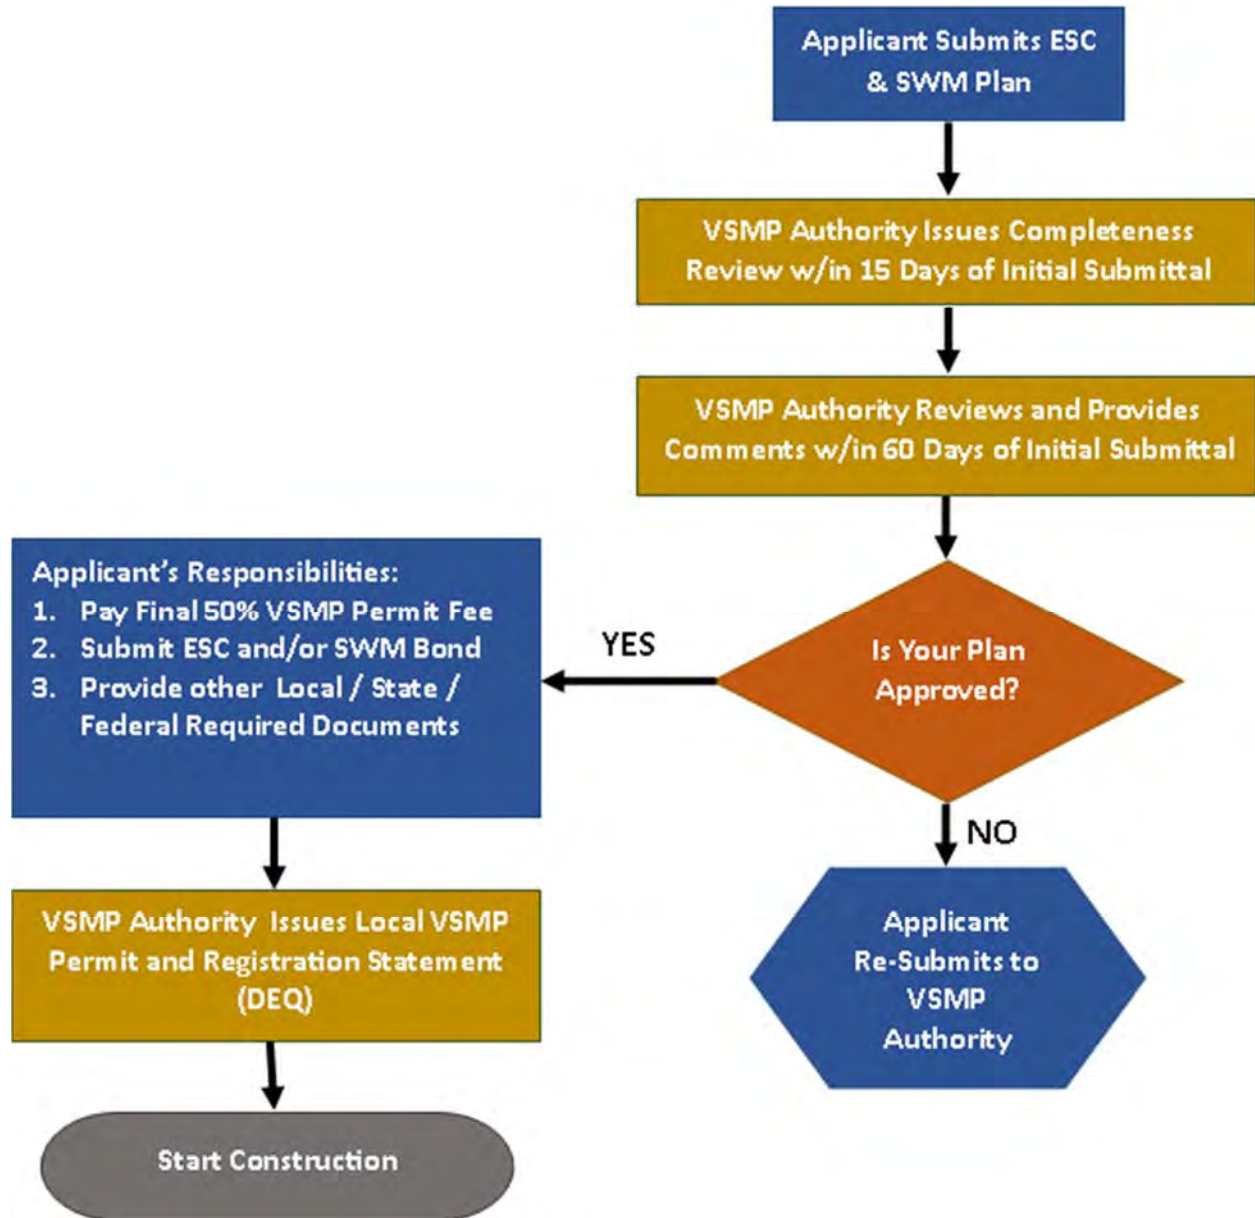 Applicant Submits ESC
& SWM Plan
VSMP Authority Issues Completeness
Review w/in 15 Days of Initial Submittal
VSMP Authority Reviews and Provides
Comments w/in 60 Days of Initial Submittal
Is Your Plan
Approved?
YES
Applicant's Responsibilities:
1. Pay Final 50% VSMP Permit Fee
2. Submit ESC and/or SWM Bond
3. Provide other Local / State /
Federal Required Documents
VSMP Authority Issues Local VSMP
Permit and Registration Statement
(DEQ)
Start Construction
NO
Applicant
Re-Submits to
VSMP
Authority